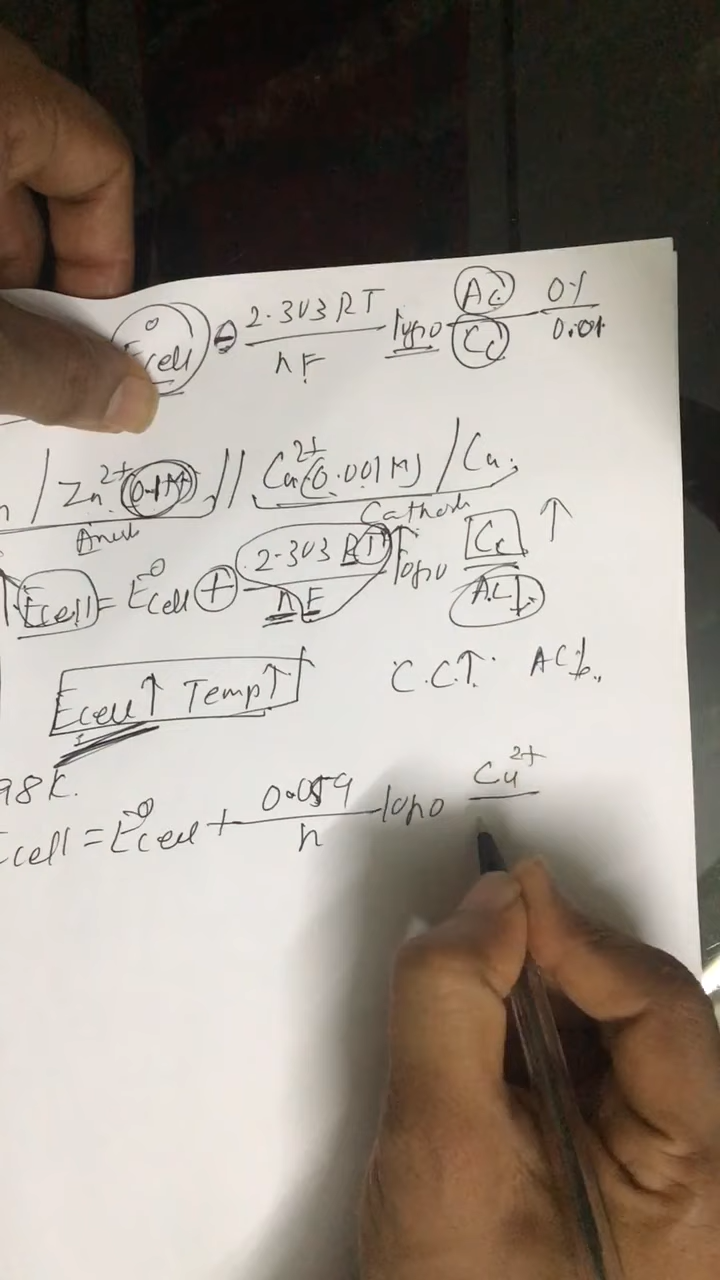 E°cell ⊖ 2.303 RT / nF log10 Ac / Cc 0.1 / 0.01
n / Zn2+ (0.1M) // Cu2+ (0.001M) / Cu
Anode Cathode
Ecell = E°cell + 2.303 RT / nF log10 Cc / AC ↑
Ecell↑ Temp↑ C.C↑ AC↓
98K.
cell = E°cell + 0.059 / n log10 Cu2+